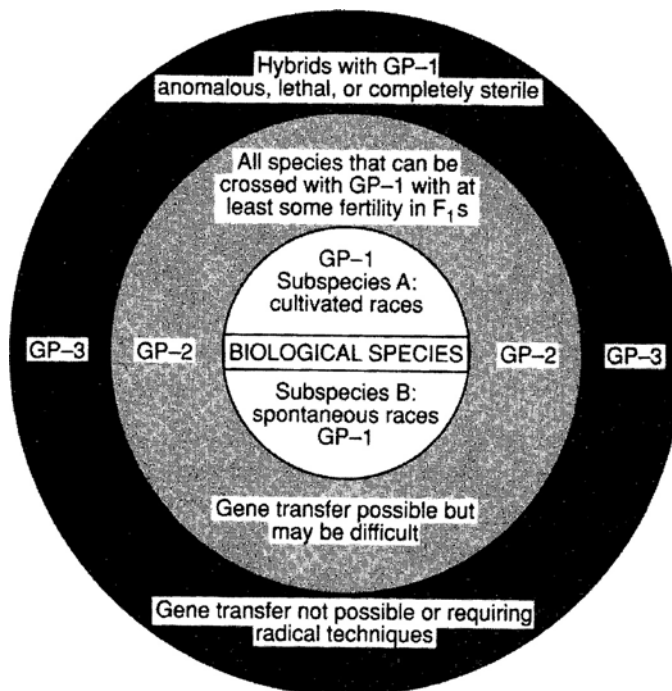 Hybrids with GP–1
anomalous, lethal, or completely sterile
All species that can be
crossed with GP–1 with at
least some fertility in F₁s
GP–1
Subspecies A:
cultivated races
GP–3
GP–2
BIOLOGICAL SPECIES
GP–2
GP–3
Subspecies B:
spontaneous races
GP–1
Gene transfer possible but
may be difficult
Gene transfer not possible or requiring
radical techniques